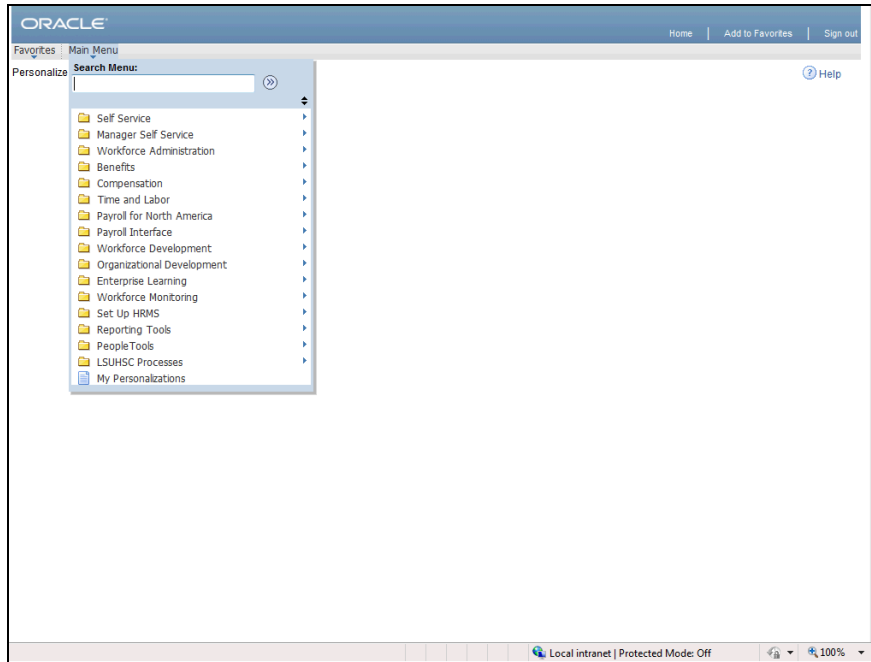 ORACLE
Home | Add to Favorites | Sign out
Favorites Main Menu
Personalize Search Menu:
Help
Self Service
Manager Self Service
Workforce Administration
Benefits
Compensation
Time and Labor
Payroll for North America
Payroll Interface
Workforce Development
Organizational Development
Enterprise Learning
Workforce Monitoring
Set Up HRMS
Reporting Tools
PeopleTools
LSUHSC Processes
My Personalizations
Local intranet | Protected Mode: Off 100%